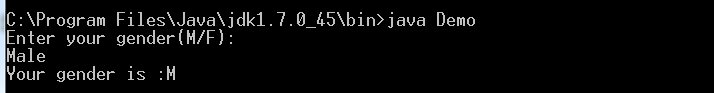 C:\Program Files\Java\jdk1.7.0_45\bin>java Demo
Enter your gender(M/F):
Male
Your gender is :M